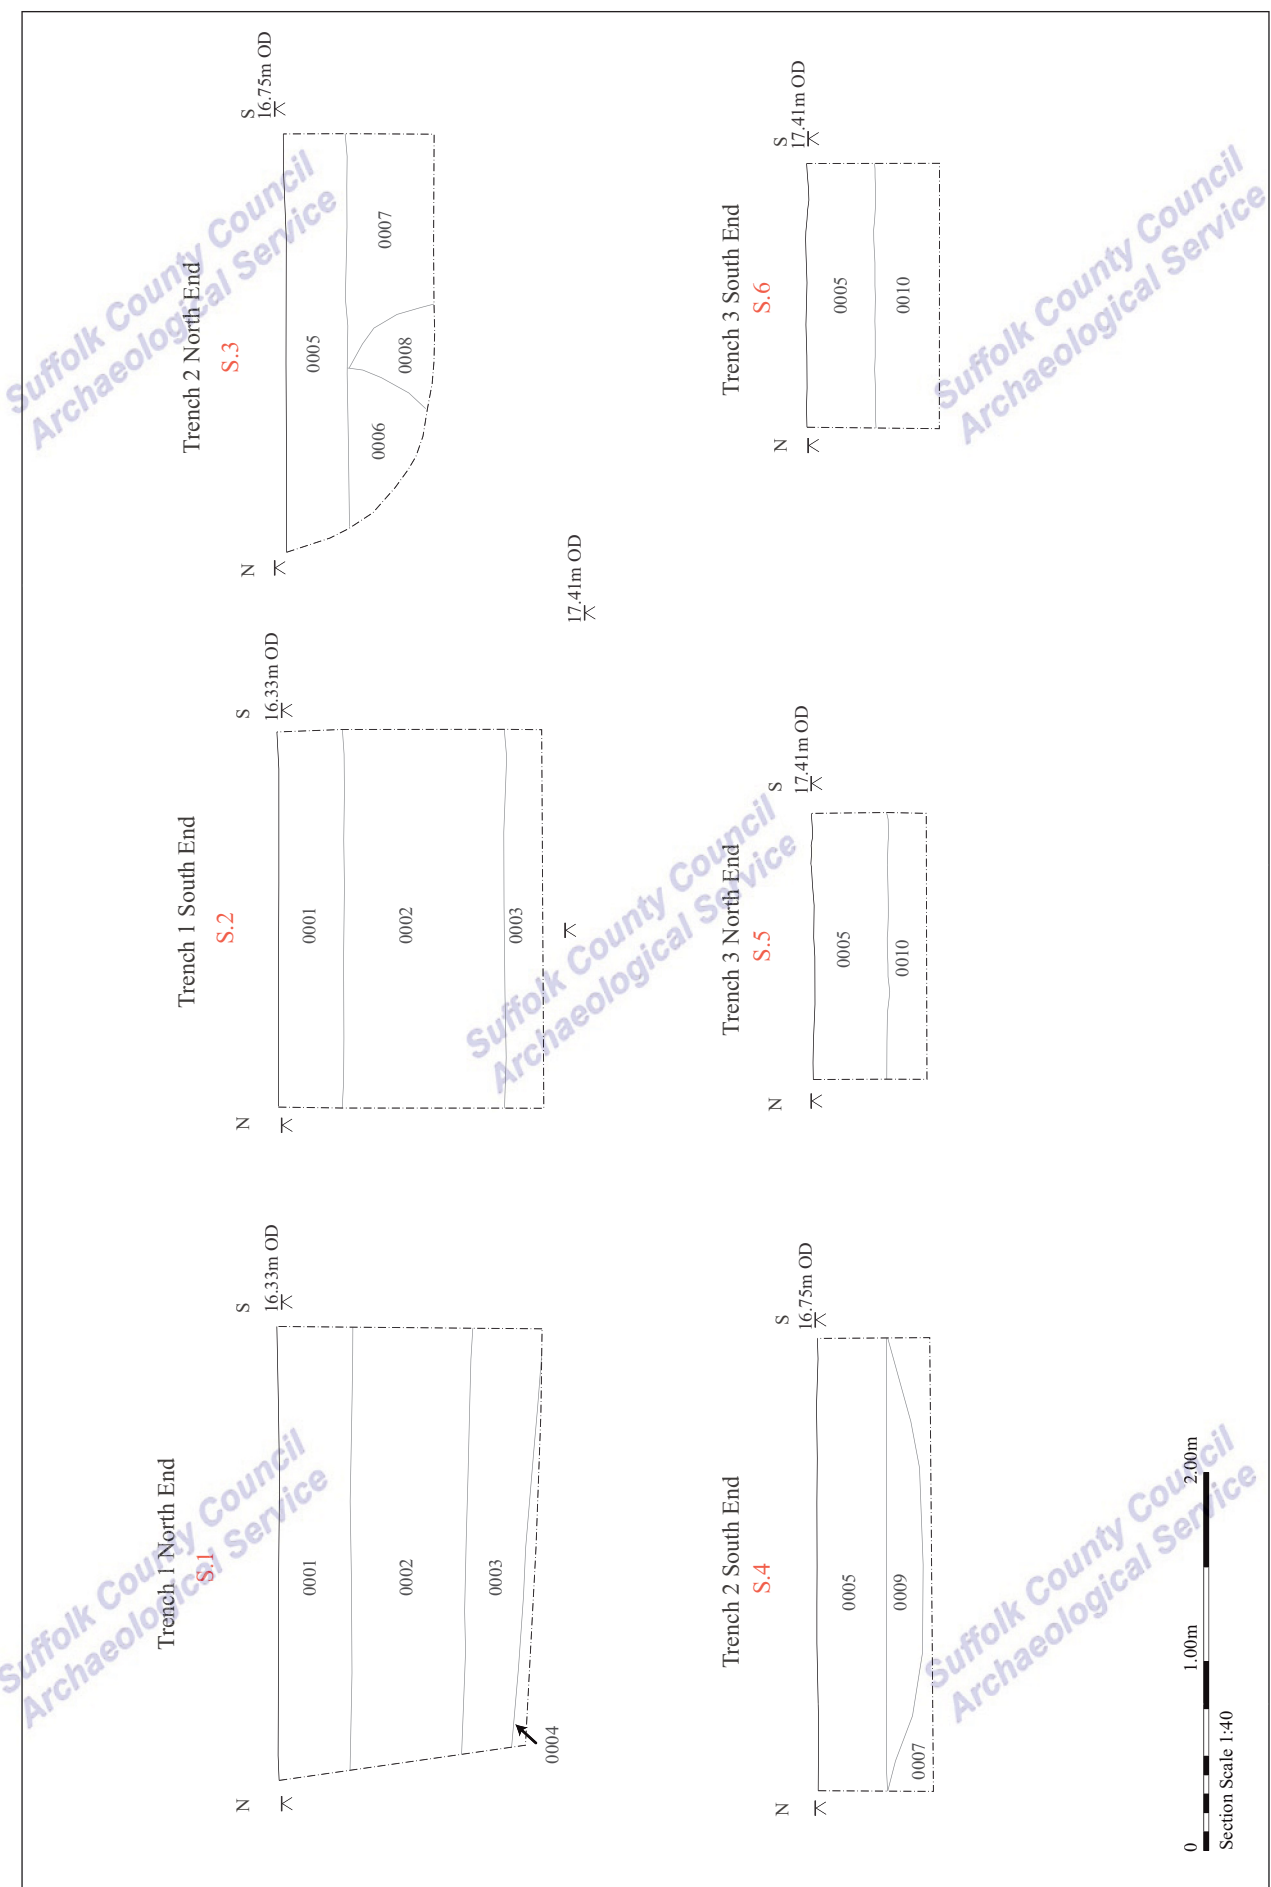 Trench 1 North End
S.1
N
S
16.33m OD
0001
0002
0003
0004
Trench 1 South End
S.2
N
S
16.33m OD
0001
0002
0003
17.41m OD
Trench 2 North End
S.3
N
S
16.75m OD
0005
0006
0008
0007
Trench 2 South End
S.4
N
S
16.75m OD
0005
0009
0007
Trench 3 North End
S.5
N
S
17.41m OD
0005
0010
Trench 3 South End
S.6
N
S
17.41m OD
0005
0010
0
1.00m
2.00m
Section Scale 1:40
Suffolk County Council
Archaeological Service
Suffolk County Council
Archaeological Service
Suffolk County Council
Archaeological Service
Suffolk County Council
Archaeological Service
Suffolk County Council
Archaeological Service